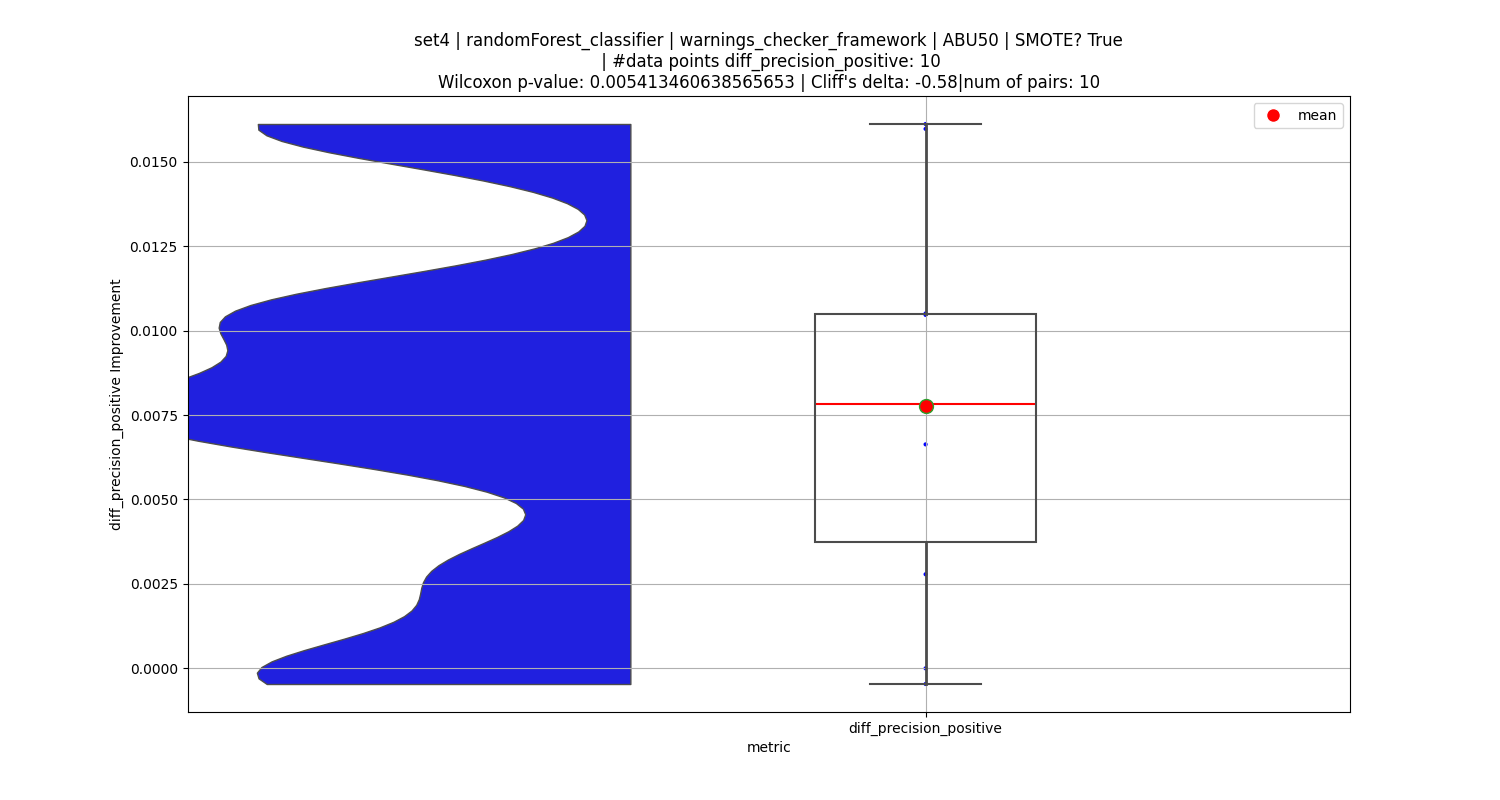 set4 | randomForest_classifier | warnings_checker_framework | ABU50 | SMOTE? True
| #data points diff_precision_positive: 10
Wilcoxon p-value: 0.005413460638565653 | Cliff's delta: -0.58|num of pairs: 10
mean
0.0150
0.0125
0.0100
0.0075
0.0050
0.0025
0.0000
diff_precision_positive Improvement
diff_precision_positive
metric